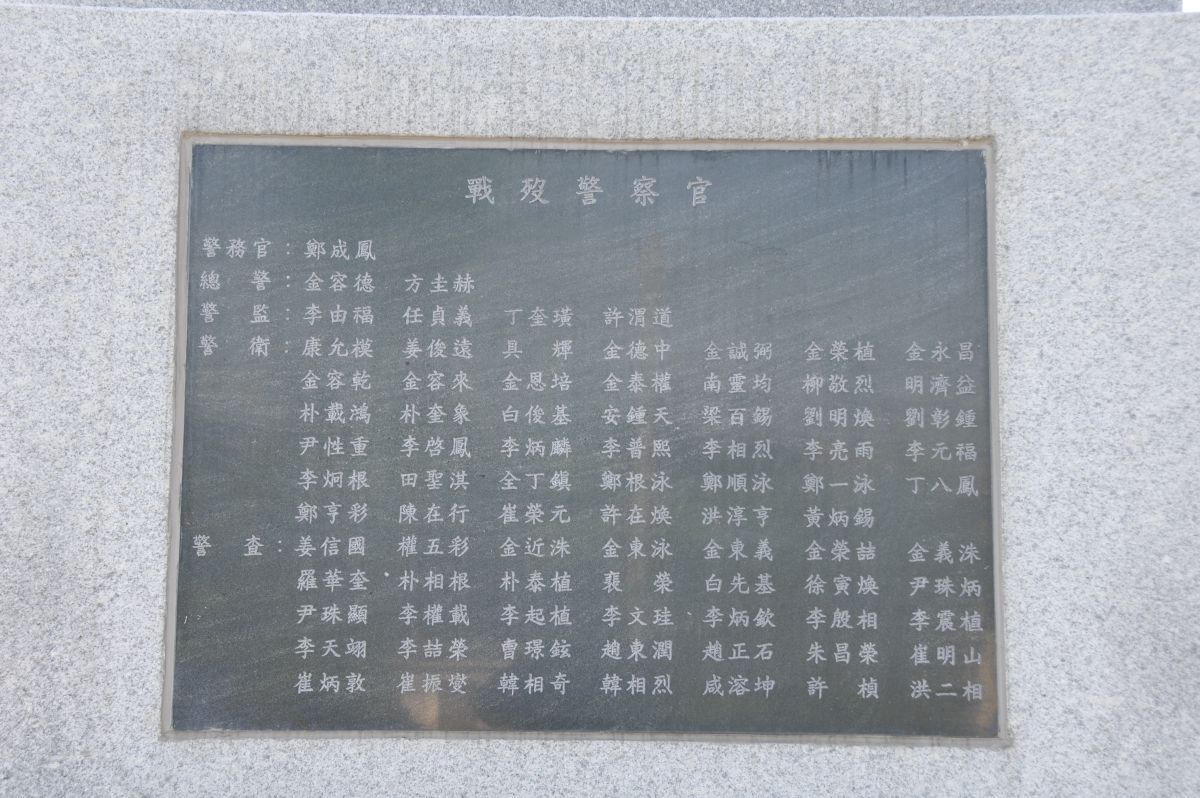 戰歿警察官
警務官：鄭成鳳
總警：金容德 方圭赫
警監：李由福 任貞義 丁奎璜 許渭道
警衛：康允模 姜俊遠 具輝 金德中 金誠弼 金榮植 金永昌
金容乾 金容來 金恩培 金泰權 南靈均 柳敬烈 明濟益
朴載鴻 朴奎象 白俊基 安鍾天 梁百錫 劉明煥 劉彰鍾
尹性重 李啓鳳 李炳麟 李普熙 李相烈 李亮雨 李元福
李炯根 田聖淇 全丁鎭 鄭根泳 鄭順泳 鄭一泳 丁八鳳
鄭亨彩 陳在行 崔榮元 許在煥 洪淳亨 黃炳錫
警査：姜信國 權五彩 金近洙 金東泳 金東義 金榮喆 金義洙
羅華奎 朴相根 朴泰植 裵榮 白先基 徐寅煥 尹珠炳
尹珠顯 李權載 李起植 李文珪 李炳欽 李殷相 李震植
李天翊 李喆榮 曺璟鉉 趙東潤 趙正石 朱昌榮 崔明山
崔炳敦 崔振燮 韓相奇 韓相烈 咸溶坤 許楨 洪二相